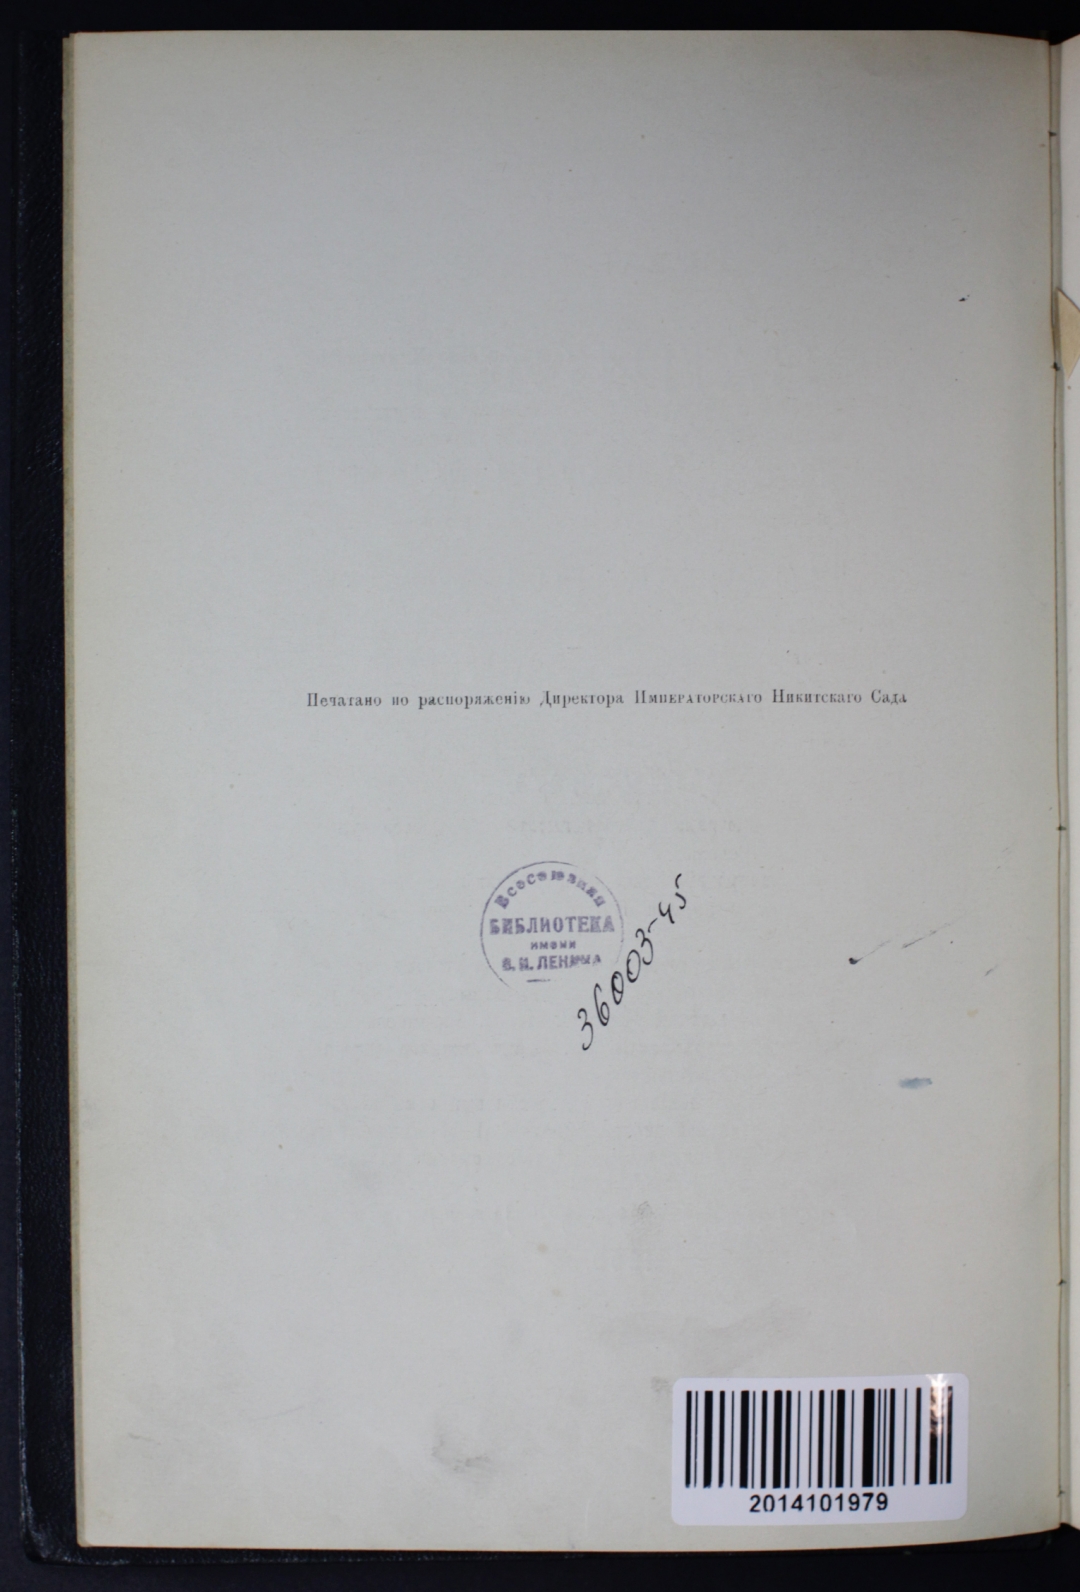 Печатано по распоряженію Директора Императорскаго Никитскаго Сада
Всесоюзная
БИБЛИОТЕКА
имени
В. И. ЛЕНИНА
36003-45
2014101979